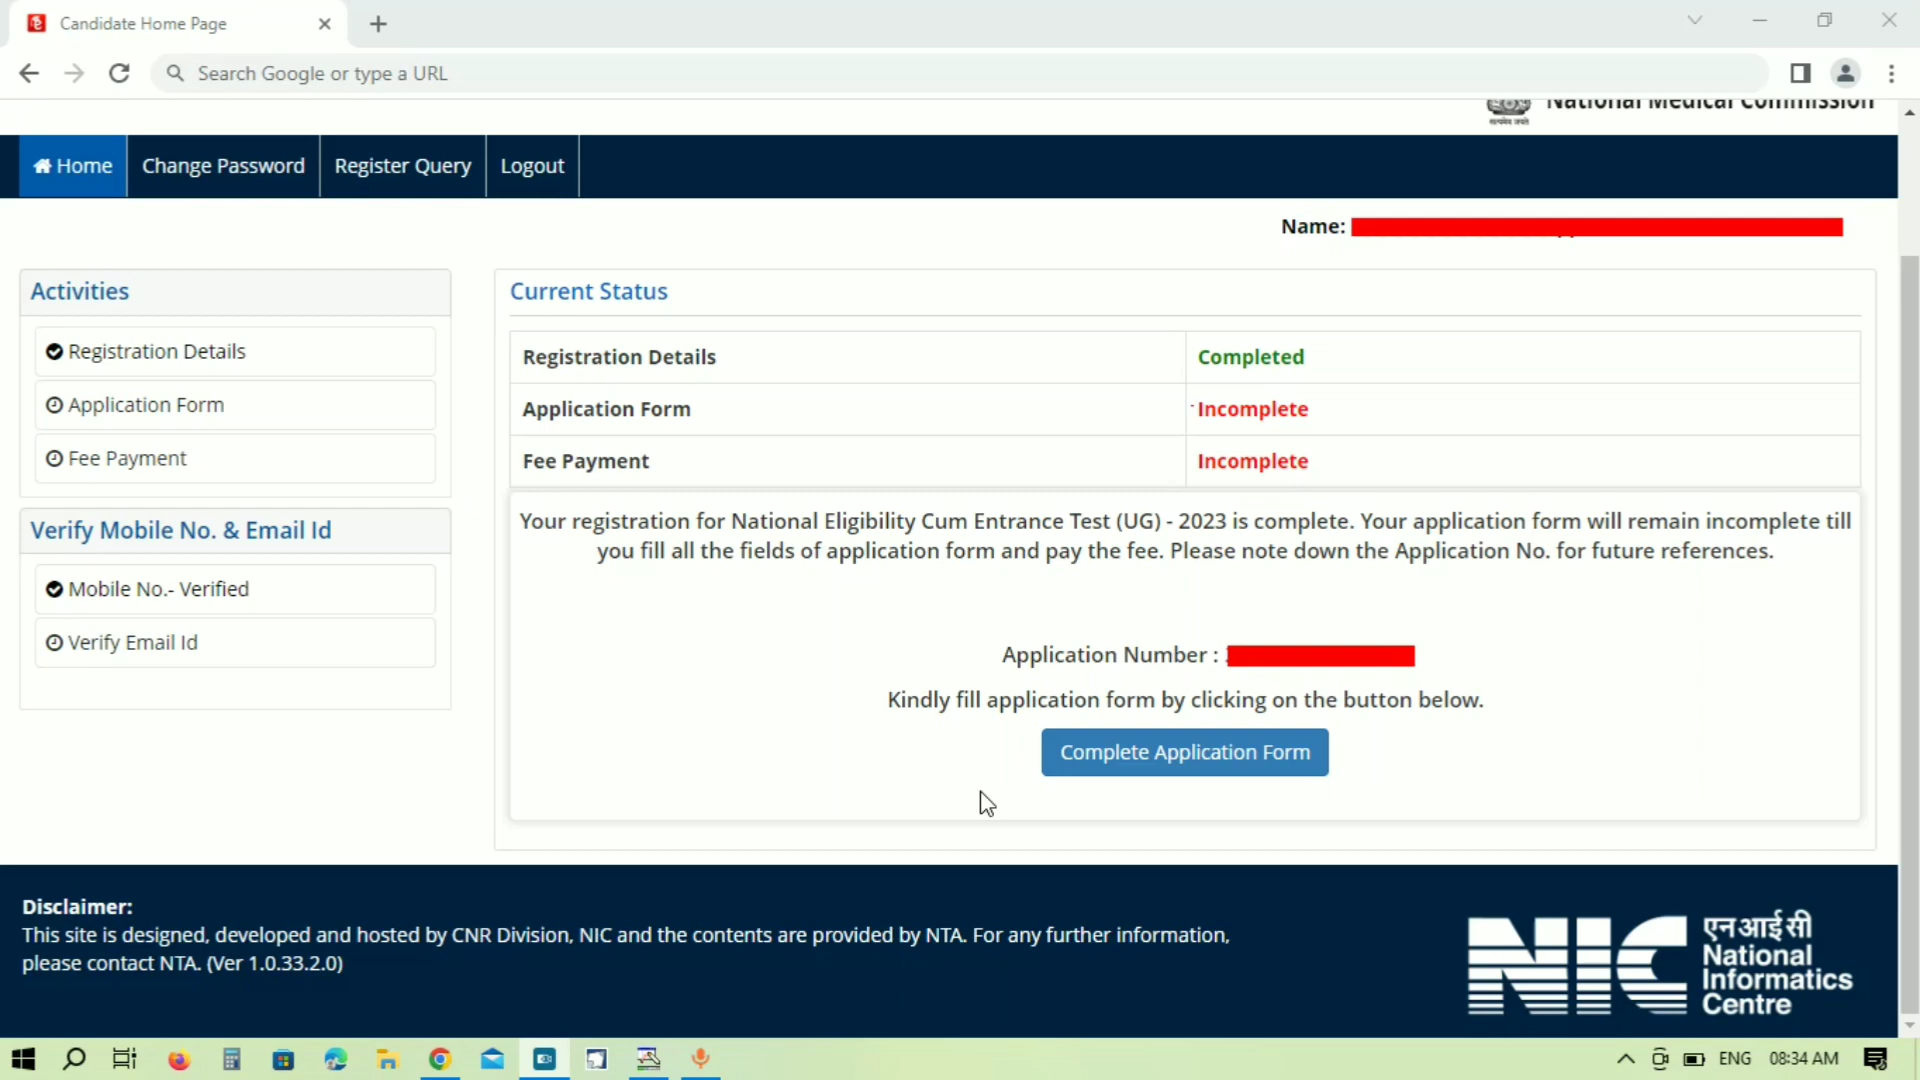 Candidate Home Page
Search Google or type a URL
National Medical Commission
Home Change Password Register Query Logout
Name:
Activities
Registration Details
Application Form
Fee Payment
Verify Mobile No. & Email Id
Mobile No.- Verified
Verify Email Id
Current Status
Registration Details Completed
Application Form Incomplete
Fee Payment Incomplete
Your registration for National Eligibility Cum Entrance Test (UG) - 2023 is complete. Your application form will remain incomplete till
you fill all the fields of application form and pay the fee. Please note down the Application No. for future references.
Application Number :
Kindly fill application form by clicking on the button below.
Complete Application Form
Disclaimer:
This site is designed, developed and hosted by CNR Division, NIC and the contents are provided by NTA. For any further information,
please contact NTA. (Ver 1.0.33.2.0)
NIC
एन आई सी
National
Informatics
Centre
ENG 08:34 AM